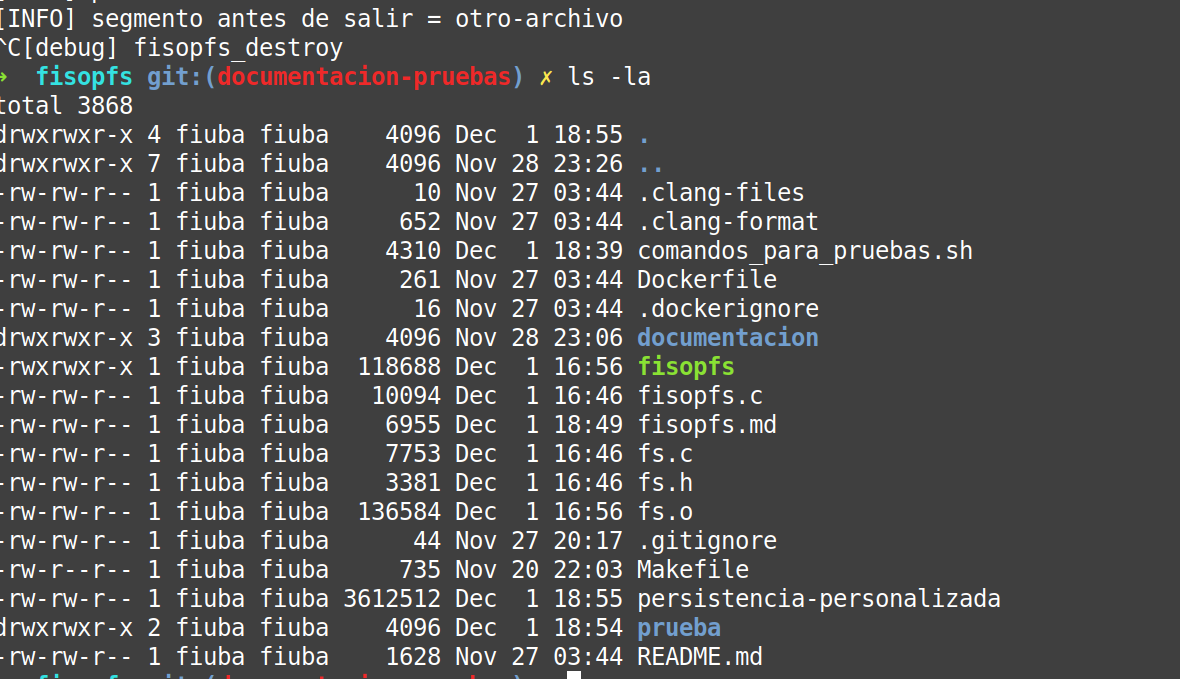 [INFO] segmento antes de salir = otro-archivo
^C[debug] fisopfs_destroy
→  fisopfs git:(documentacion-pruebas) ✗ ls -la
total 3868
drwxrwxr-x 4 fiuba fiuba    4096 Dec  1 18:55 .
drwxrwxr-x 7 fiuba fiuba    4096 Nov 28 23:26 ..
-rw-rw-r-- 1 fiuba fiuba      10 Nov 27 03:44 .clang-files
-rw-rw-r-- 1 fiuba fiuba     652 Nov 27 03:44 .clang-format
-rw-rw-r-- 1 fiuba fiuba    4310 Dec  1 18:39 comandos_para_pruebas.sh
-rw-rw-r-- 1 fiuba fiuba     261 Nov 27 03:44 Dockerfile
-rw-rw-r-- 1 fiuba fiuba      16 Nov 27 03:44 .dockerignore
drwxrwxr-x 3 fiuba fiuba    4096 Nov 28 23:06 documentacion
-rwxrwxr-x 1 fiuba fiuba  118688 Dec  1 16:56 fisopfs
-rw-rw-r-- 1 fiuba fiuba   10094 Dec  1 16:46 fisopfs.c
-rw-rw-r-- 1 fiuba fiuba    6955 Dec  1 18:49 fisopfs.md
-rw-rw-r-- 1 fiuba fiuba    7753 Dec  1 16:46 fs.c
-rw-rw-r-- 1 fiuba fiuba    3381 Dec  1 16:46 fs.h
-rw-rw-r-- 1 fiuba fiuba  136584 Dec  1 16:56 fs.o
-rw-rw-r-- 1 fiuba fiuba      44 Nov 27 20:17 .gitignore
-rw-r--r-- 1 fiuba fiuba     735 Nov 20 22:03 Makefile
-rw-rw-r-- 1 fiuba fiuba 3612512 Dec  1 18:55 persistencia-personalizada
drwxrwxr-x 2 fiuba fiuba    4096 Dec  1 18:54 prueba
-rw-rw-r-- 1 fiuba fiuba    1628 Nov 27 03:44 README.md